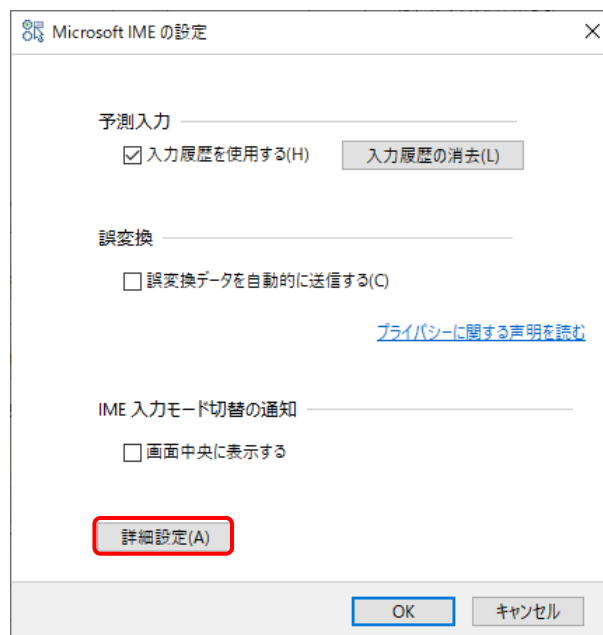 Microsoft IME の設定
予測入力
入力履歴を使用する(H)
入力履歴の消去(L)
誤変換
誤変換データを自動的に送信する(C)
プライバシーに関する声明を読む
IME 入力モード切替の通知
画面中央に表示する
詳細設定(A)
OK
キャンセル